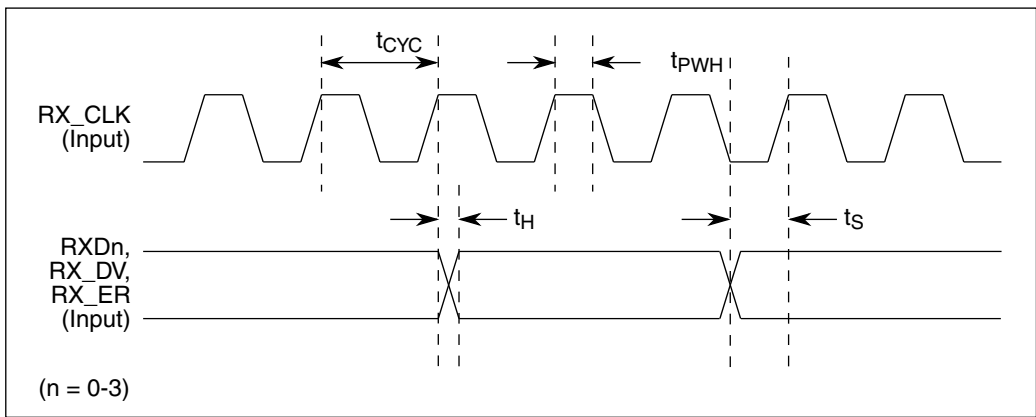 tCYC
tPWH
RX_CLK
(Input)
tH
tS
RXDn,
RX_DV,
RX_ER
(Input)
(n = 0-3)